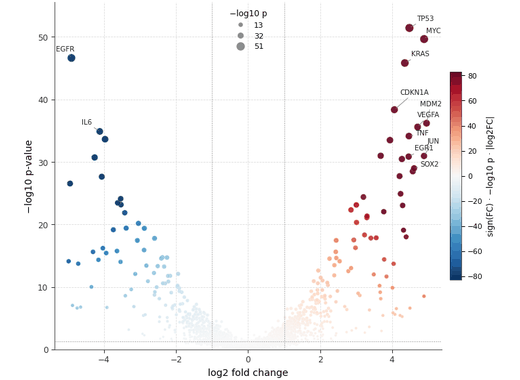 −log10 p
13
32
51
TP53
MYC
EGFR
KRAS
CDKN1A
MDM2
VEGFA
TNF
JUN
EGR1
SOX2
IL6
50
40
30
20
10
0
−log10 p-value
−4
−2
0
2
4
log2 fold change
80
60
40
20
0
−20
−40
−60
−80
sign(FC) · −log10 p · |log2FC|